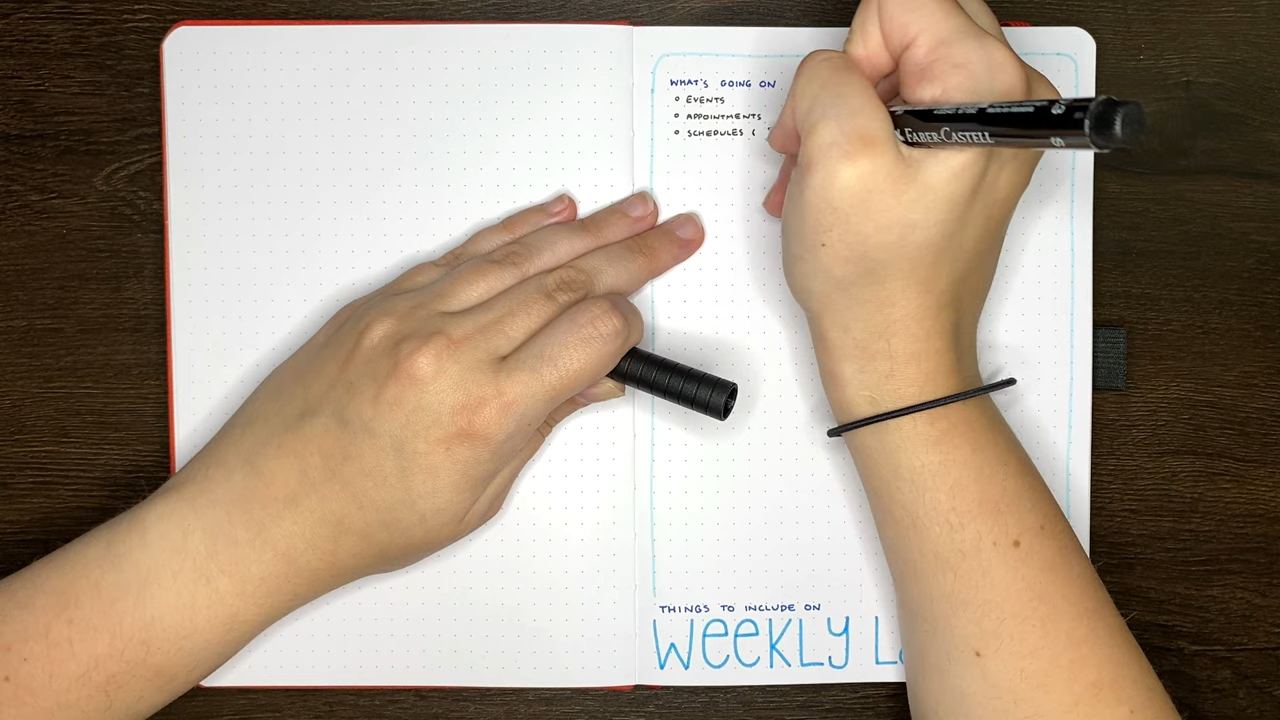 WHAT'S GOING ON
EVENTS
APPOINTMENTS
SCHEDULES (
FABER-CASTELL
S
THINGS TO INCLUDE ON
WEEKLY L